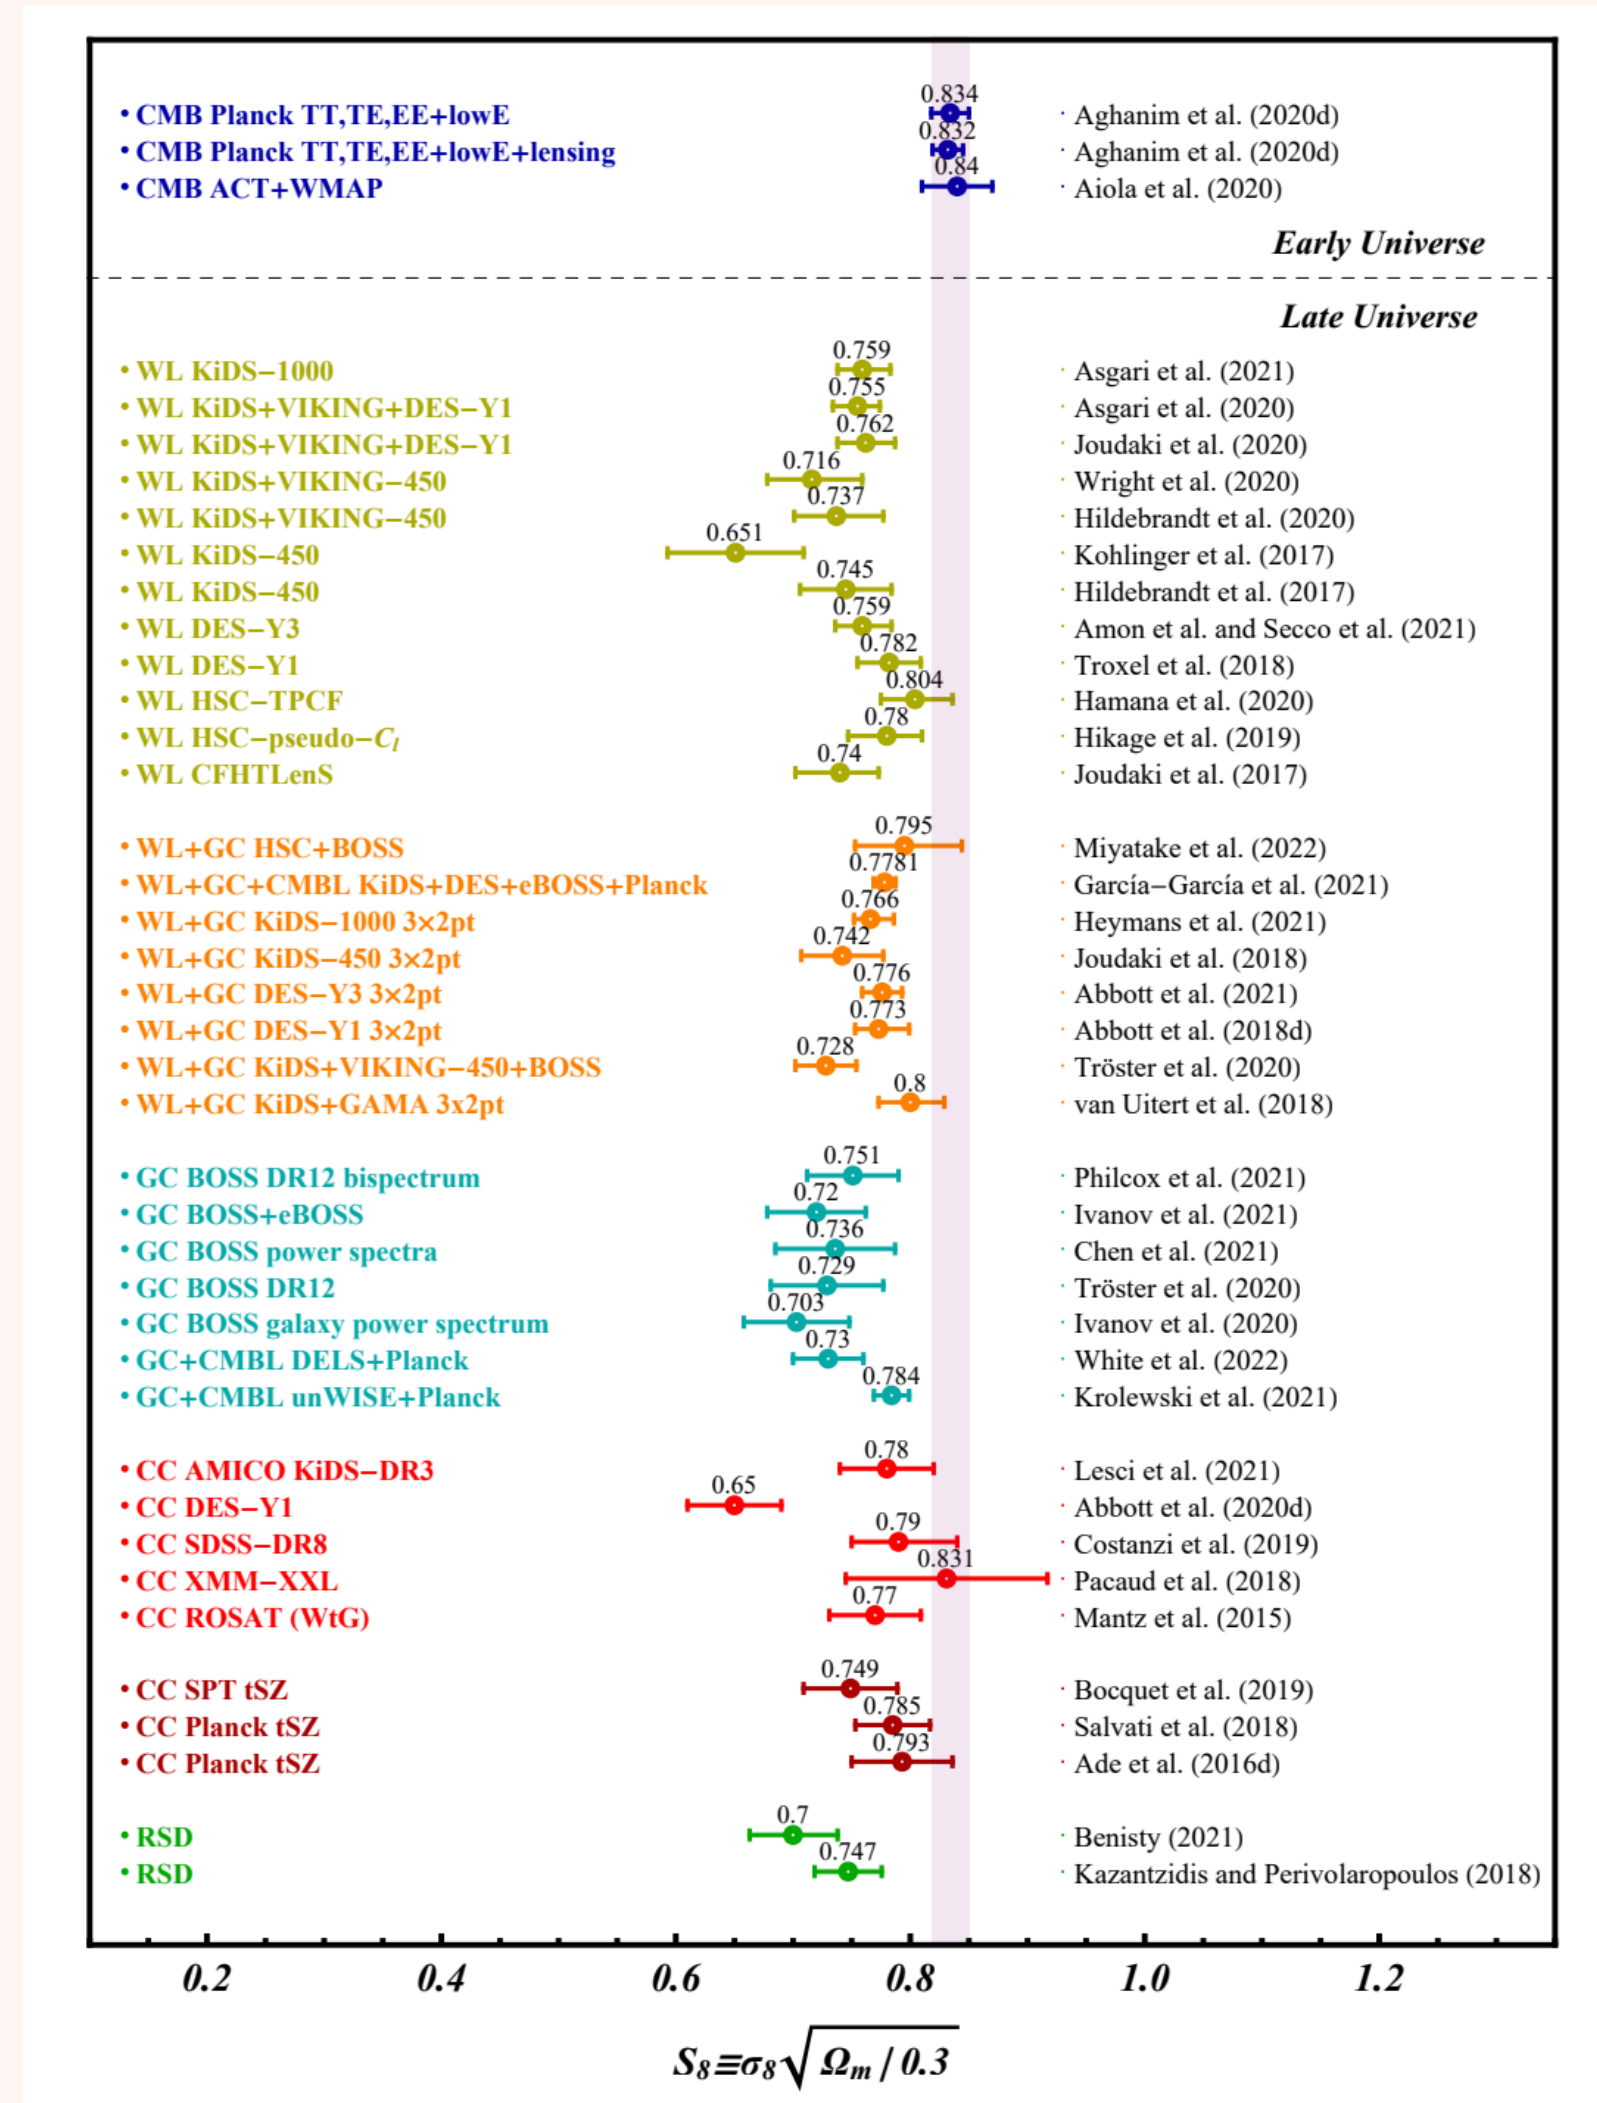 0.834
• CMB Planck TT,TE,EE+lowE · Aghanim et al. (2020d)
0.832
• CMB Planck TT,TE,EE+lowE+lensing · Aghanim et al. (2020d)
0.84
• CMB ACT+WMAP · Aiola et al. (2020)
Early Universe
Late Universe
0.759
• WL KiDS−1000 · Asgari et al. (2021)
0.755
• WL KiDS+VIKING+DES−Y1 · Asgari et al. (2020)
0.762
• WL KiDS+VIKING+DES−Y1 · Joudaki et al. (2020)
0.716
• WL KiDS+VIKING−450 · Wright et al. (2020)
0.737
• WL KiDS+VIKING−450 · Hildebrandt et al. (2020)
0.651
• WL KiDS−450 · Kohlinger et al. (2017)
0.745
• WL KiDS−450 · Hildebrandt et al. (2017)
0.759
• WL DES−Y3 · Amon et al. and Secco et al. (2021)
0.782
• WL DES−Y1 · Troxel et al. (2018)
0.804
• WL HSC−TPCF · Hamana et al. (2020)
0.78
• WL HSC−pseudo−Cl · Hikage et al. (2019)
0.74
• WL CFHTLenS · Joudaki et al. (2017)
0.795
• WL+GC HSC+BOSS · Miyatake et al. (2022)
0.7781
• WL+GC+CMBL KiDS+DES+eBOSS+Planck · García−García et al. (2021)
0.766
• WL+GC KiDS−1000 3×2pt · Heymans et al. (2021)
0.742
• WL+GC KiDS−450 3×2pt · Joudaki et al. (2018)
0.776
• WL+GC DES−Y3 3×2pt · Abbott et al. (2021)
0.773
• WL+GC DES−Y1 3×2pt · Abbott et al. (2018d)
0.728
• WL+GC KiDS+VIKING−450+BOSS · Tröster et al. (2020)
0.8
• WL+GC KiDS+GAMA 3x2pt · van Uitert et al. (2018)
0.751
• GC BOSS DR12 bispectrum · Philcox et al. (2021)
0.72
• GC BOSS+eBOSS · Ivanov et al. (2021)
0.736
• GC BOSS power spectra · Chen et al. (2021)
0.729
• GC BOSS DR12 · Tröster et al. (2020)
0.703
• GC BOSS galaxy power spectrum · Ivanov et al. (2020)
0.73
• GC+CMBL DELS+Planck · White et al. (2022)
0.784
• GC+CMBL unWISE+Planck · Krolewski et al. (2021)
0.78
• CC AMICO KiDS−DR3 · Lesci et al. (2021)
0.65
• CC DES−Y1 · Abbott et al. (2020d)
0.79
• CC SDSS−DR8 · Costanzi et al. (2019)
0.831
• CC XMM−XXL · Pacaud et al. (2018)
0.77
• CC ROSAT (WtG) · Mantz et al. (2015)
0.749
• CC SPT tSZ · Bocquet et al. (2019)
0.785
• CC Planck tSZ · Salvati et al. (2018)
0.793
• CC Planck tSZ · Ade et al. (2016d)
0.7
• RSD · Benisty (2021)
0.747
• RSD · Kazantzidis and Perivolaropoulos (2018)
0.2 0.4 0.6 0.8 1.0 1.2
S8≡σ8√Ωm / 0.3